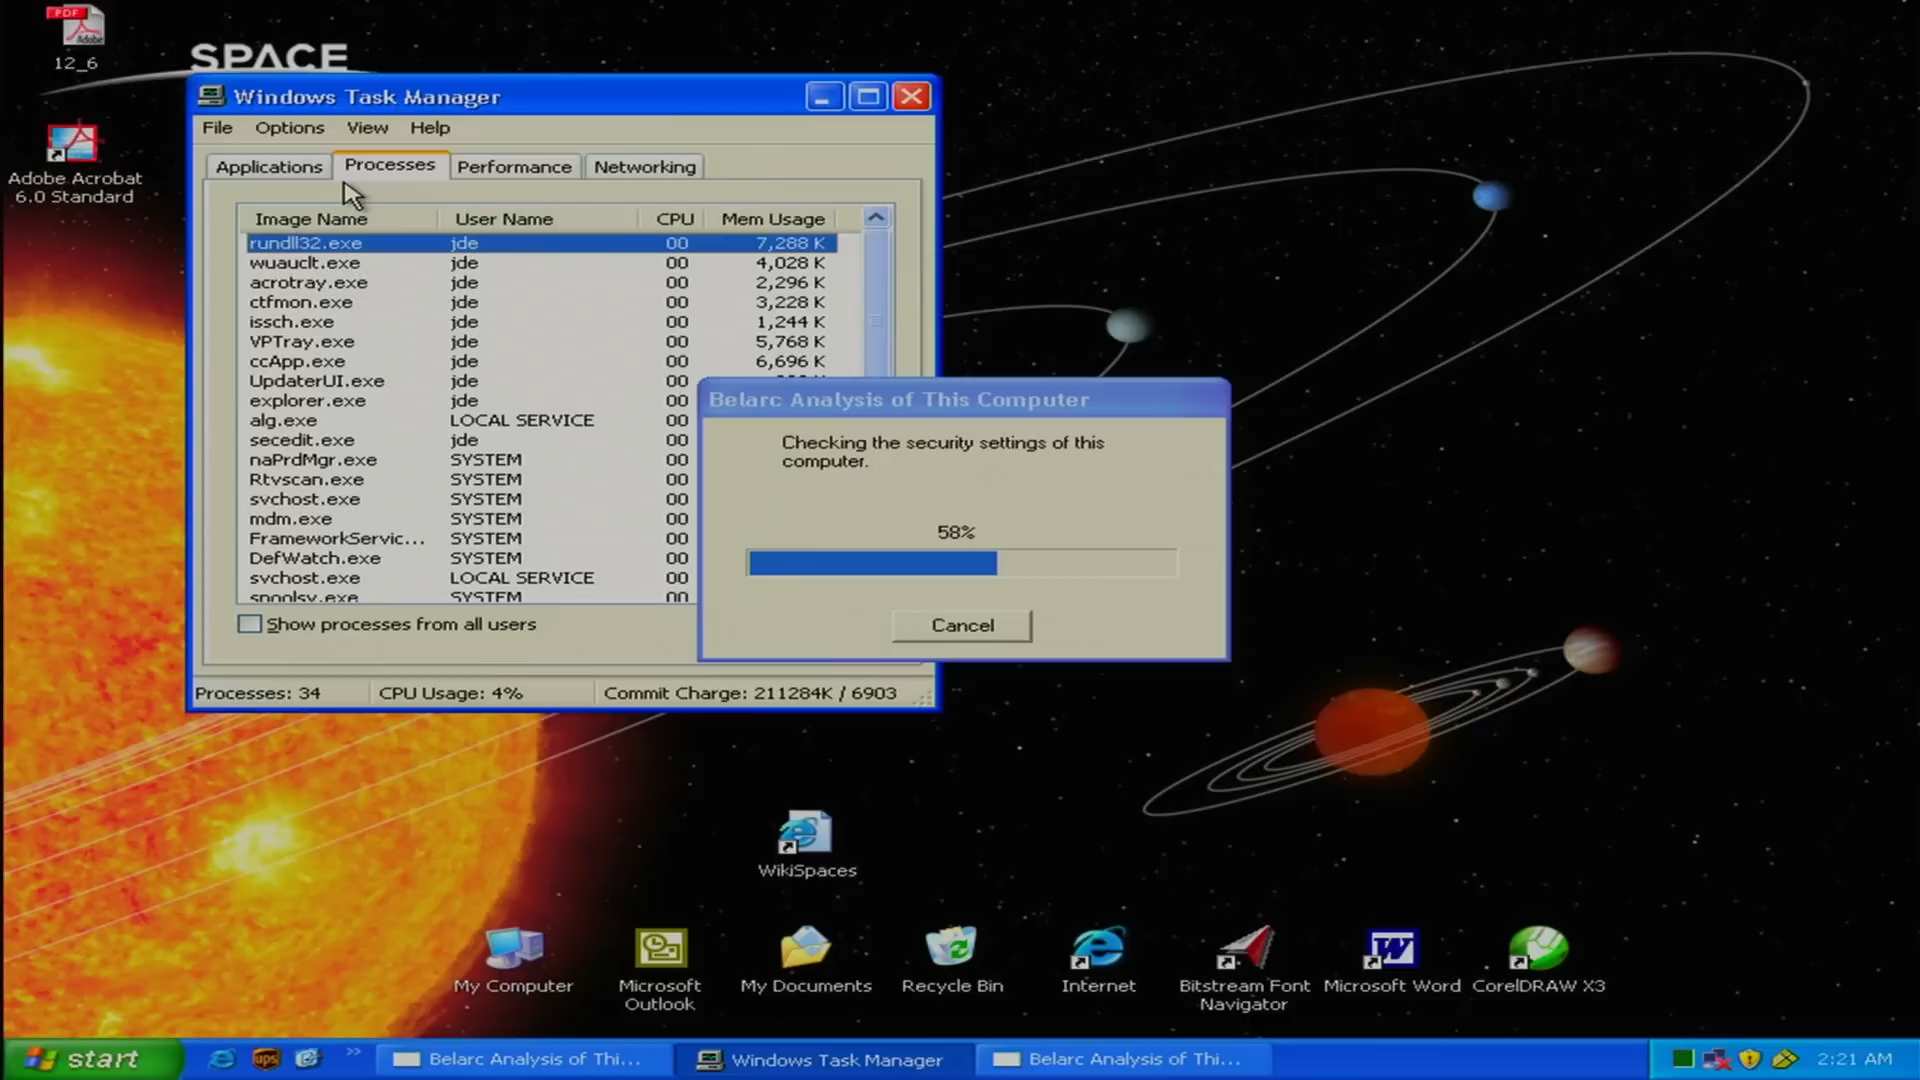 PDF
Adobe
12_6
SPACE
Adobe Acrobat
6.0 Standard
Windows Task Manager
File Options View Help
Applications Processes Performance Networking
Image Name User Name CPU Mem Usage
rundll32.exe jde 00 7,288 K
wuauclt.exe jde 00 4,028 K
acrotray.exe jde 00 2,296 K
ctfmon.exe jde 00 3,228 K
issch.exe jde 00 1,244 K
VPTray.exe jde 00 5,768 K
ccApp.exe jde 00 6,696 K
UpdaterUI.exe jde 00
explorer.exe jde 00
alg.exe LOCAL SERVICE 00
secedit.exe jde 00
naPrdMgr.exe SYSTEM 00
Rtvscan.exe SYSTEM 00
svchost.exe SYSTEM 00
mdm.exe SYSTEM 00
FrameworkServic... SYSTEM 00
DefWatch.exe SYSTEM 00
svchost.exe LOCAL SERVICE 00
spoolsv.exe SYSTEM 00
Show processes from all users
Processes: 34 CPU Usage: 4% Commit Charge: 211284K / 6903
Belarc Analysis of This Computer
Checking the security settings of this
computer.
58%
Cancel
WikiSpaces
My Computer
Microsoft
Outlook
My Documents
Recycle Bin
Internet
Bitstream Font
Navigator
W
Microsoft Word
CorelDRAW X3
start
ups
Belarc Analysis of Thi...
Windows Task Manager
Belarc Analysis of Thi...
2:21 AM